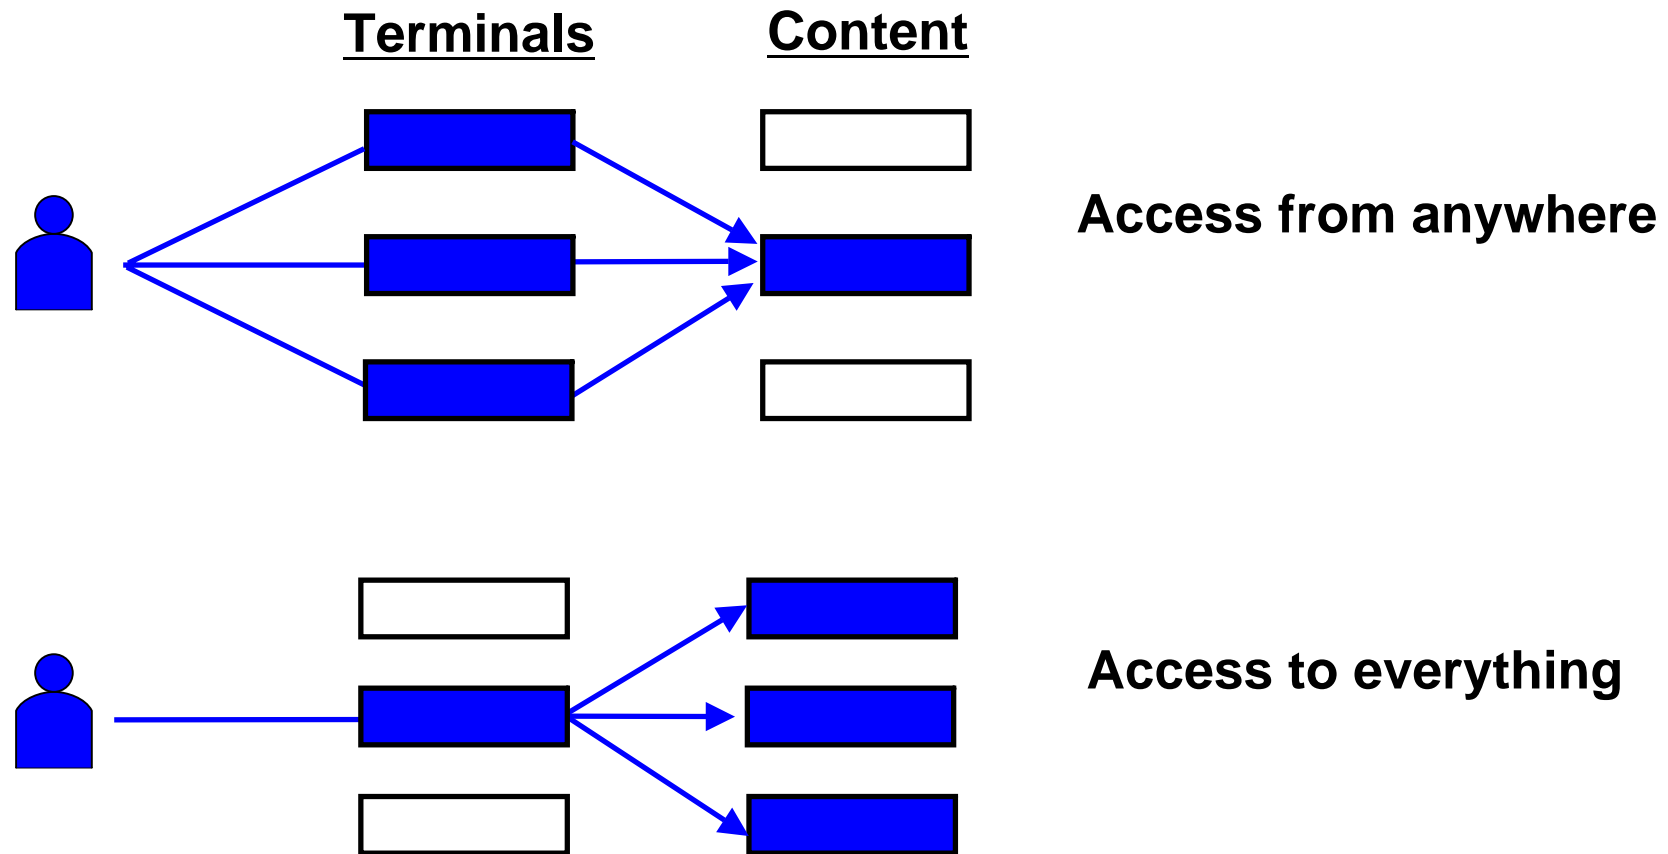 Terminals
Content
Access from anywhere
Access to everything